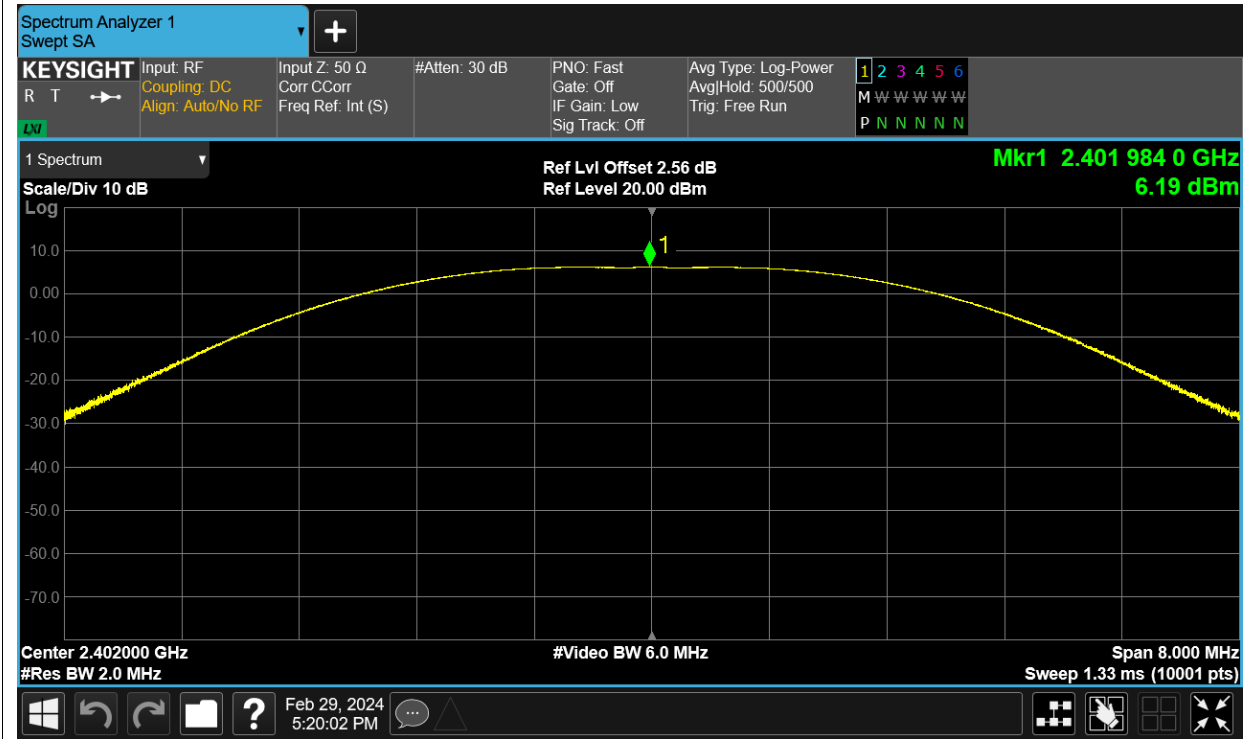 Spectrum Analyzer 1
Swept SA
KEYSIGHT
R T
LXI
Input: RF
Coupling: DC
Align: Auto/No RF
Input Z: 50 Ω
Corr CCorr
Freq Ref: Int (S)
#Atten: 30 dB
PNO: Fast
Gate: Off
IF Gain: Low
Sig Track: Off
Avg Type: Log-Power
Avg|Hold: 500/500
Trig: Free Run
1 2 3 4 5 6
M W W W W W
P N N N N N
1 Spectrum
Scale/Div 10 dB
Log
Ref Lvl Offset 2.56 dB
Ref Level 20.00 dBm
Mkr1 2.401 984 0 GHz
6.19 dBm
1
10.0
0.00
-10.0
-20.0
-30.0
-40.0
-50.0
-60.0
-70.0
Center 2.402000 GHz
#Video BW 6.0 MHz
Span 8.000 MHz
#Res BW 2.0 MHz
Sweep 1.33 ms (10001 pts)
?
Feb 29, 2024
5:20:02 PM